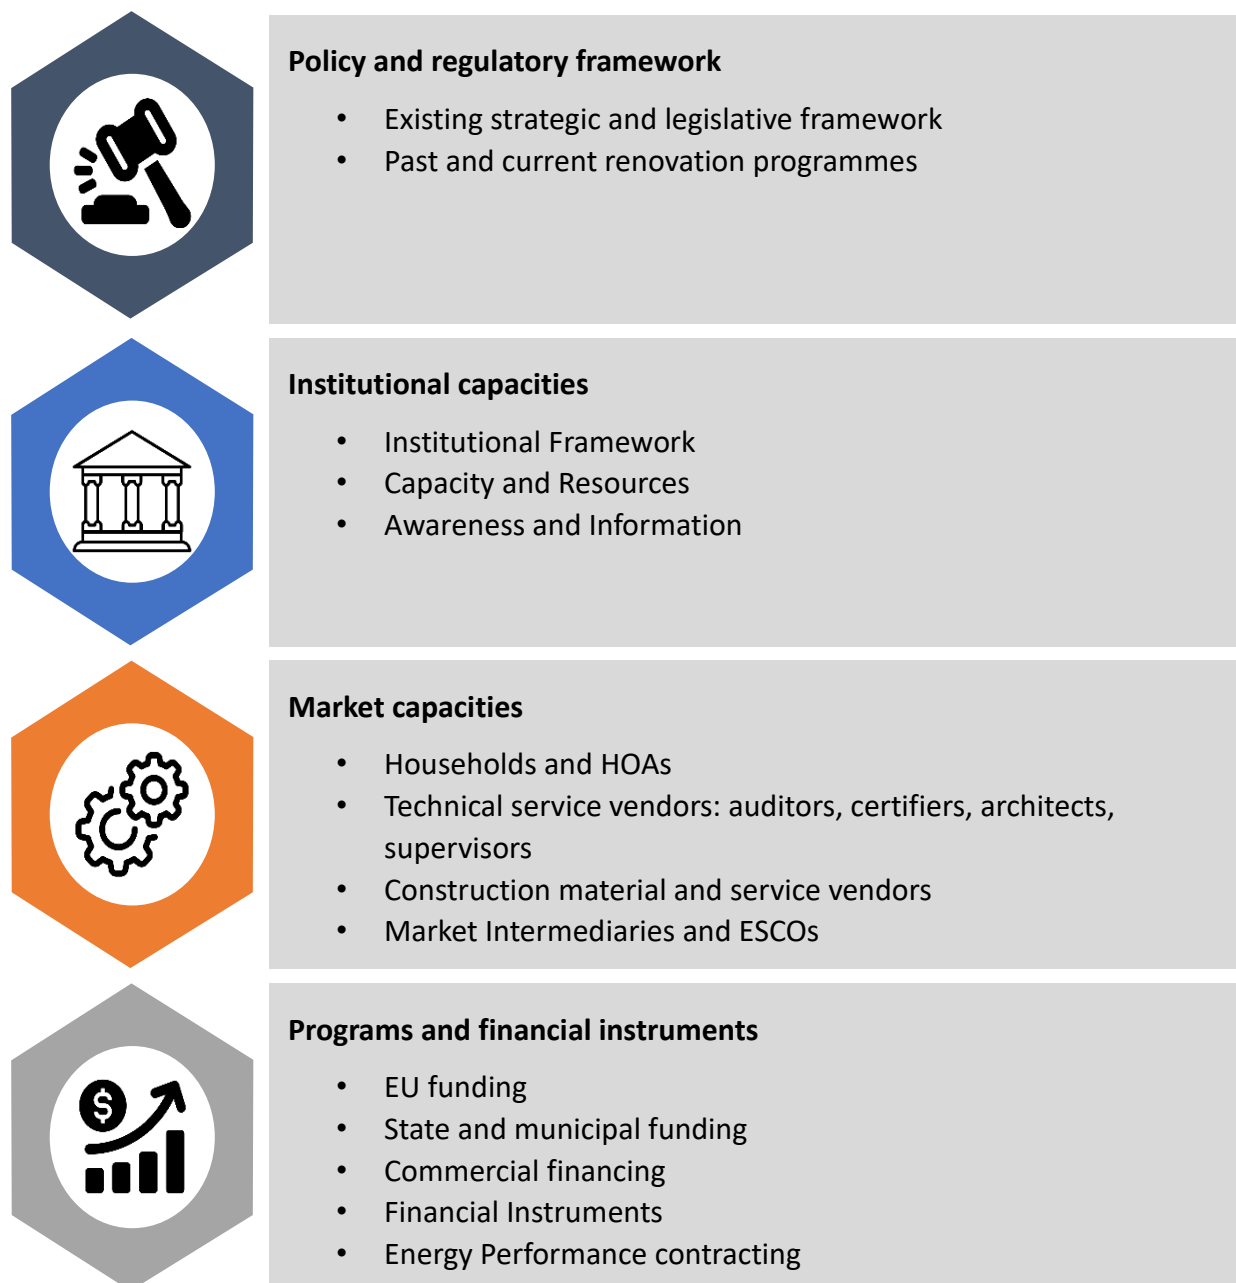 Policy and regulatory framework
• Existing strategic and legislative framework
• Past and current renovation programmes
Institutional capacities
• Institutional Framework
• Capacity and Resources
• Awareness and Information
Market capacities
• Households and HOAs
• Technical service vendors: auditors, certifiers, architects,
supervisors
• Construction material and service vendors
• Market Intermediaries and ESCOs
Programs and financial instruments
$
• EU funding
• State and municipal funding
• Commercial financing
• Financial Instruments
• Energy Performance contracting